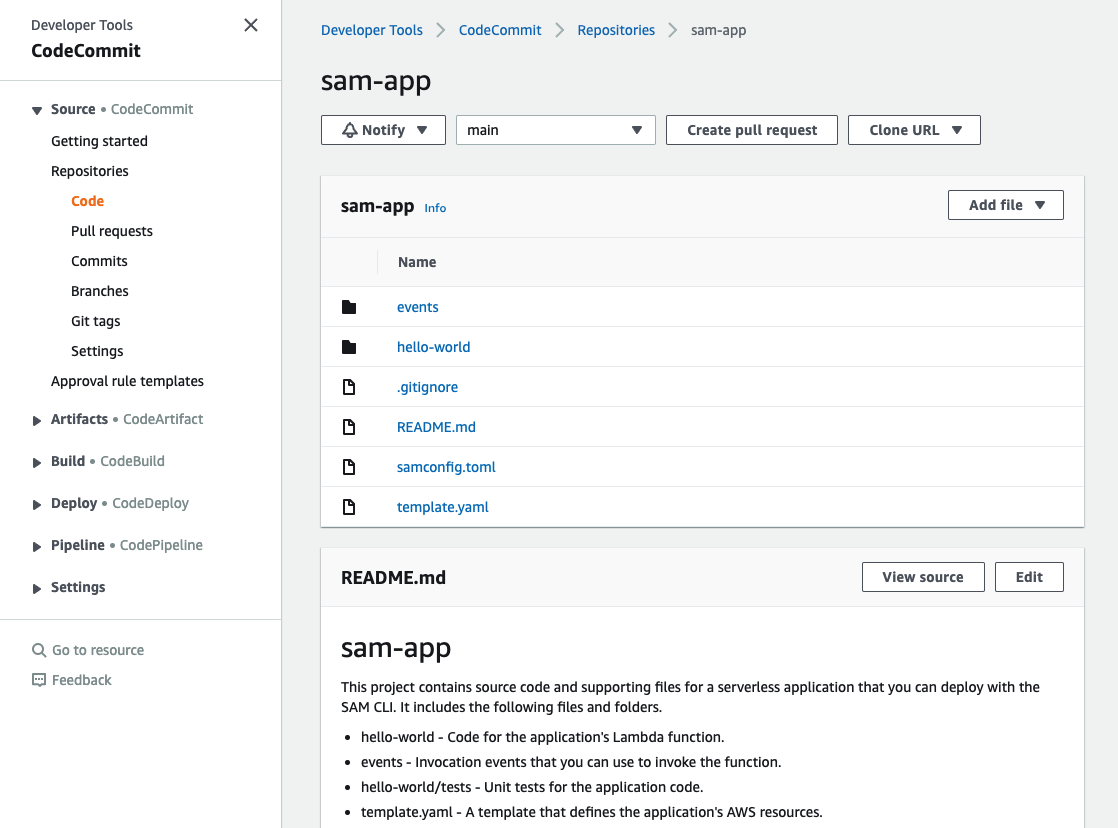 Developer Tools
CodeCommit
Source • CodeCommit
Getting started
Repositories
Code
Pull requests
Commits
Branches
Git tags
Settings
Approval rule templates
Artifacts • CodeArtifact
Build • CodeBuild
Deploy • CodeDeploy
Pipeline • CodePipeline
Settings
Go to resource
Feedback
Developer Tools CodeCommit Repositories sam-app
sam-app
Notify main Create pull request Clone URL
sam-app Info Add file
Name
events
hello-world
.gitignore
README.md
samconfig.toml
template.yaml
README.md View source Edit
sam-app
This project contains source code and supporting files for a serverless application that you can deploy with the
SAM CLI. It includes the following files and folders.
• hello-world - Code for the application's Lambda function.
• events - Invocation events that you can use to invoke the function.
• hello-world/tests - Unit tests for the application code.
• template.yaml - A template that defines the application's AWS resources.